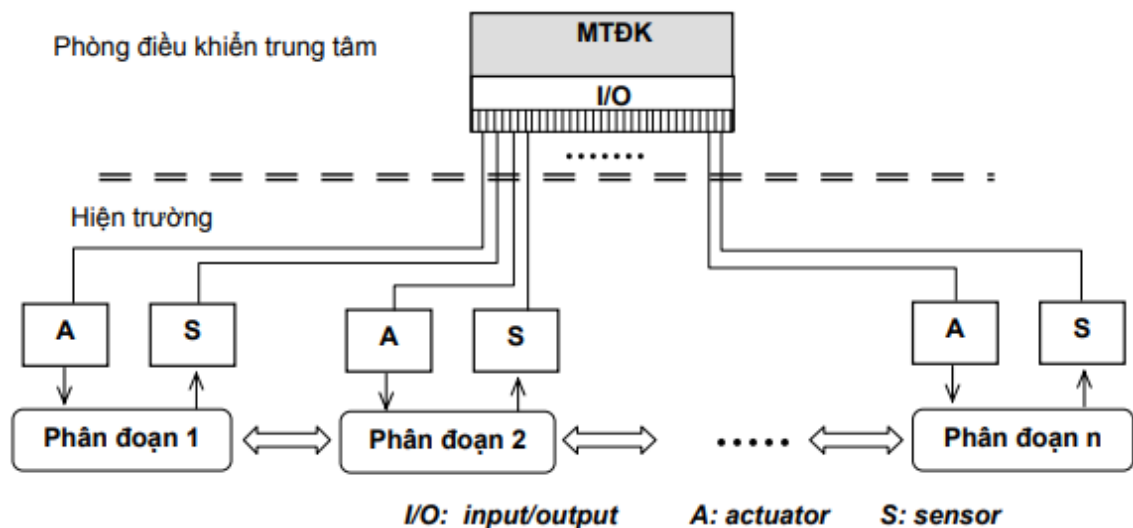 MTĐK
Phòng điều khiển trung tâm
I/O
.......
Hiện trường
A
S
A
S
A
S
Phân đoạn 1
Phân đoạn 2
.....
Phân đoạn n
I/O: input/output A: actuator S: sensor